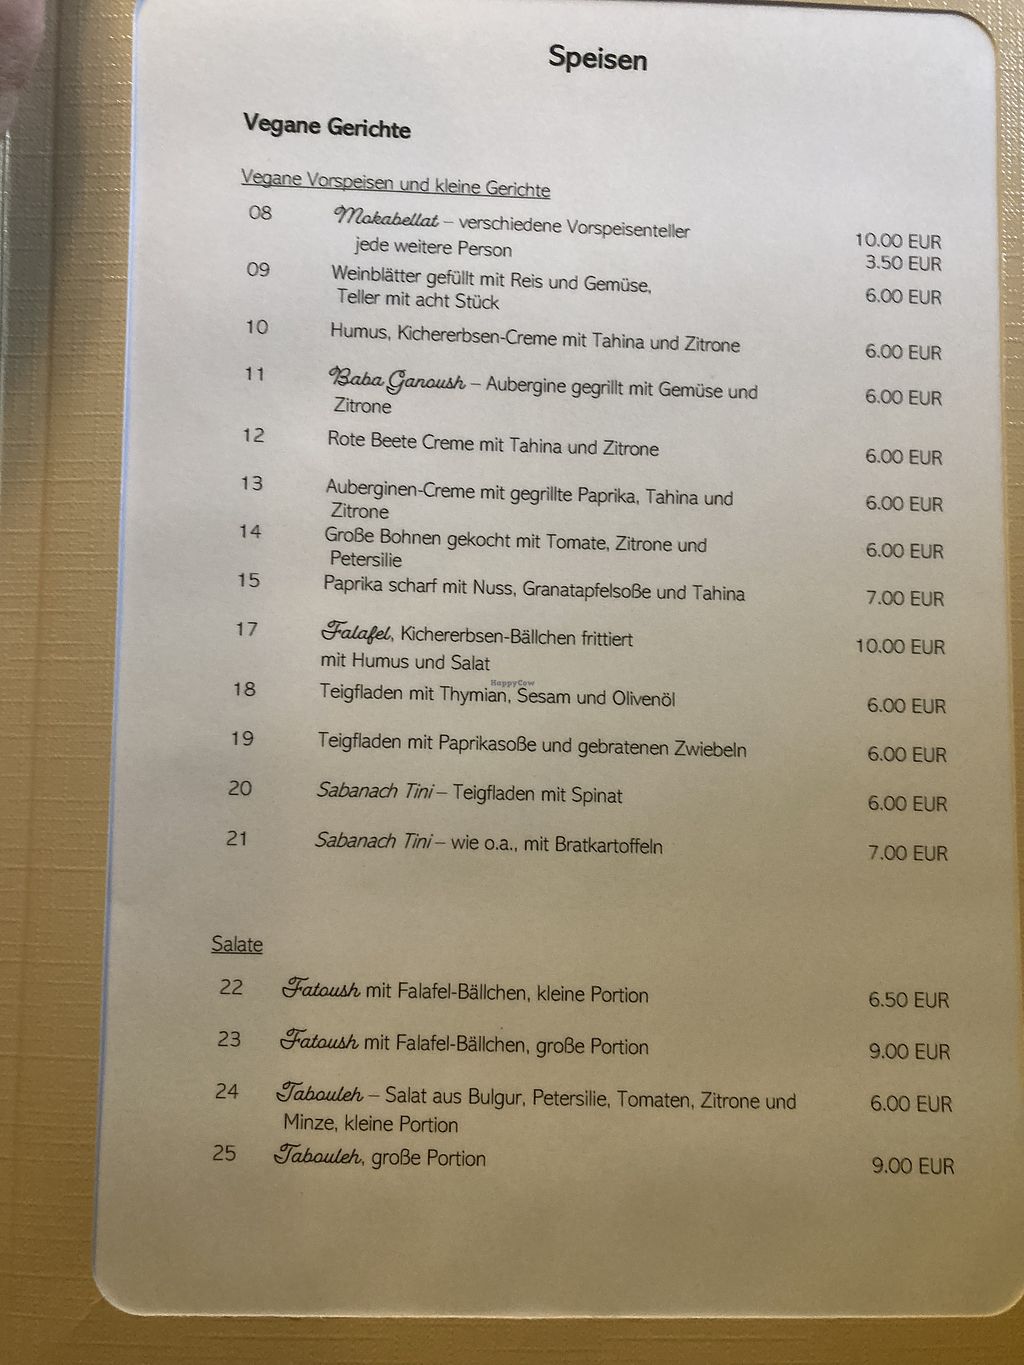 Speisen
Vegane Gerichte
Vegane Vorspeisen und kleine Gerichte
08 Mokabellat – verschiedene Vorspeisenteller 10.00 EUR
jede weitere Person 3.50 EUR
09 Weinblätter gefüllt mit Reis und Gemüse,
Teller mit acht Stück 6.00 EUR
10 Humus, Kichererbsen-Creme mit Tahina und Zitrone 6.00 EUR
11 Baba Ganoush – Aubergine gegrillt mit Gemüse und 6.00 EUR
Zitrone
12 Rote Beete Creme mit Tahina und Zitrone 6.00 EUR
13 Auberginen-Creme mit gegrillte Paprika, Tahina und 6.00 EUR
Zitrone
14 Große Bohnen gekocht mit Tomate, Zitrone und 6.00 EUR
Petersilie
15 Paprika scharf mit Nuss, Granatapfelsoße und Tahina 7.00 EUR
17 Falafel, Kichererbsen-Bällchen frittiert 10.00 EUR
mit Humus und Salat
HappyCow
18 Teigfladen mit Thymian, Sesam und Olivenöl 6.00 EUR
19 Teigfladen mit Paprikasoße und gebratenen Zwiebeln 6.00 EUR
20 Sabanach Tini – Teigfladen mit Spinat 6.00 EUR
21 Sabanach Tini – wie o.a., mit Bratkartoffeln 7.00 EUR
Salate
22 Fatoush mit Falafel-Bällchen, kleine Portion 6.50 EUR
23 Fatoush mit Falafel-Bällchen, große Portion 9.00 EUR
24 Tabouleh – Salat aus Bulgur, Petersilie, Tomaten, Zitrone und 6.00 EUR
Minze, kleine Portion
25 Tabouleh, große Portion 9.00 EUR